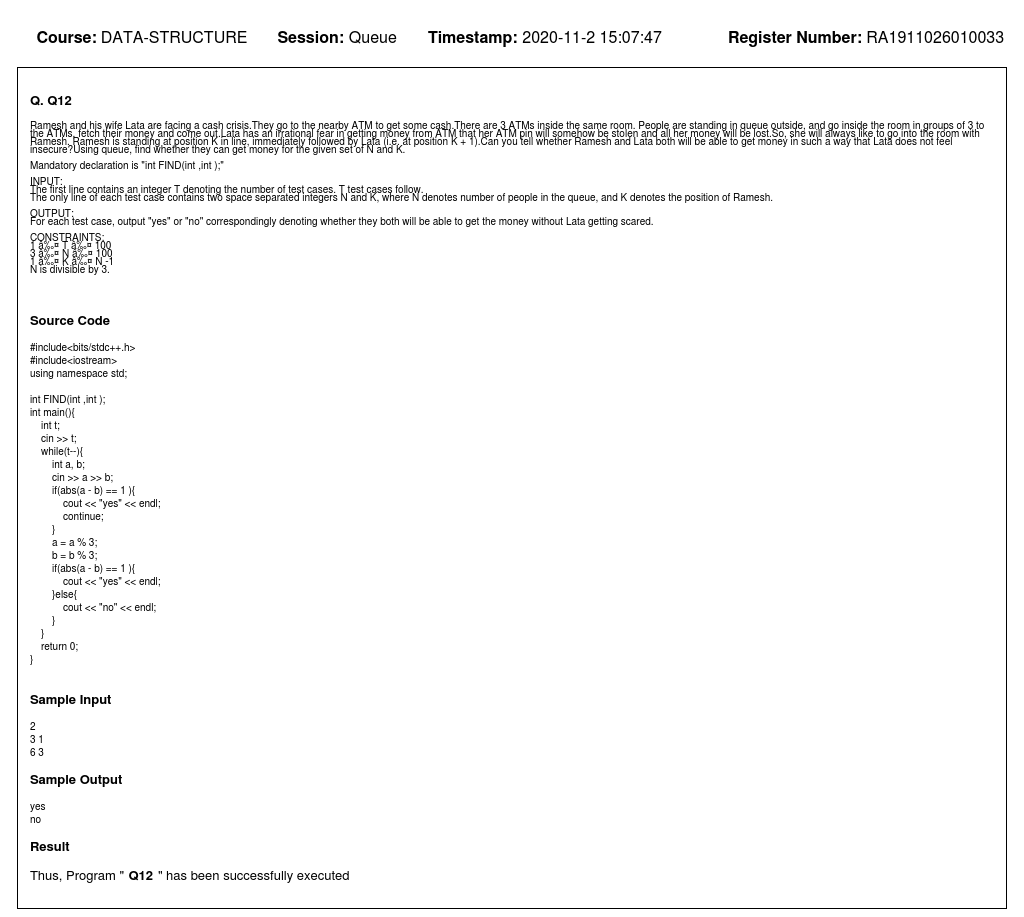 Course: DATA-STRUCTURE Session: Queue Timestamp: 2020-11-2 15:07:47 Register Number: RA1911026010033
Q. Q12
Ramesh and his wife Lata are facing a cash crisis.They go to the nearby ATM to get some cash.There are 3 ATMs inside the same room. People are standing in queue outside, and go inside the room in groups of 3 to
the ATMs, fetch their money and come out.Lata has an irrational fear in getting money from ATM that her ATM pin will somehow be stolen and all her money will be lost.So, she will always like to go into the room with
Ramesh. Ramesh is standing at position K in line, immediately followed by Lata (i.e. at position K + 1).Can you tell whether Ramesh and Lata both will be able to get money in such a way that Lata does not feel
insecure?Using queue, find whether they can get money for the given set of N and K.
Mandatory declaration is "int FIND(int ,int );"
INPUT:
The first line contains an integer T denoting the number of test cases. T test cases follow.
The only line of each test case contains two space separated integers N and K, where N denotes number of people in the queue, and K denotes the position of Ramesh.
OUTPUT:
For each test case, output "yes" or "no" correspondingly denoting whether they both will be able to get the money without Lata getting scared.
CONSTRAINTS:
1 â‰¤ T â‰¤ 100
3 â‰¤ N â‰¤ 100
1 â‰¤ K â‰¤ N -1
N is divisible by 3.
Source Code
#include<bits/stdc++.h>
#include<iostream>
using namespace std;
int FIND(int ,int );
int main(){
    int t;
    cin >> t;
    while(t--){
        int a, b;
        cin >> a >> b;
        if(abs(a - b) == 1 ){
            cout << "yes" << endl;
            continue;
        }
        a = a % 3;
        b = b % 3;
        if(abs(a - b) == 1 ){
            cout << "yes" << endl;
        }else{
            cout << "no" << endl;
        }
    }
    return 0;
}
Sample Input
2
3 1
6 3
Sample Output
yes
no
Result
Thus, Program " Q12 " has been successfully executed